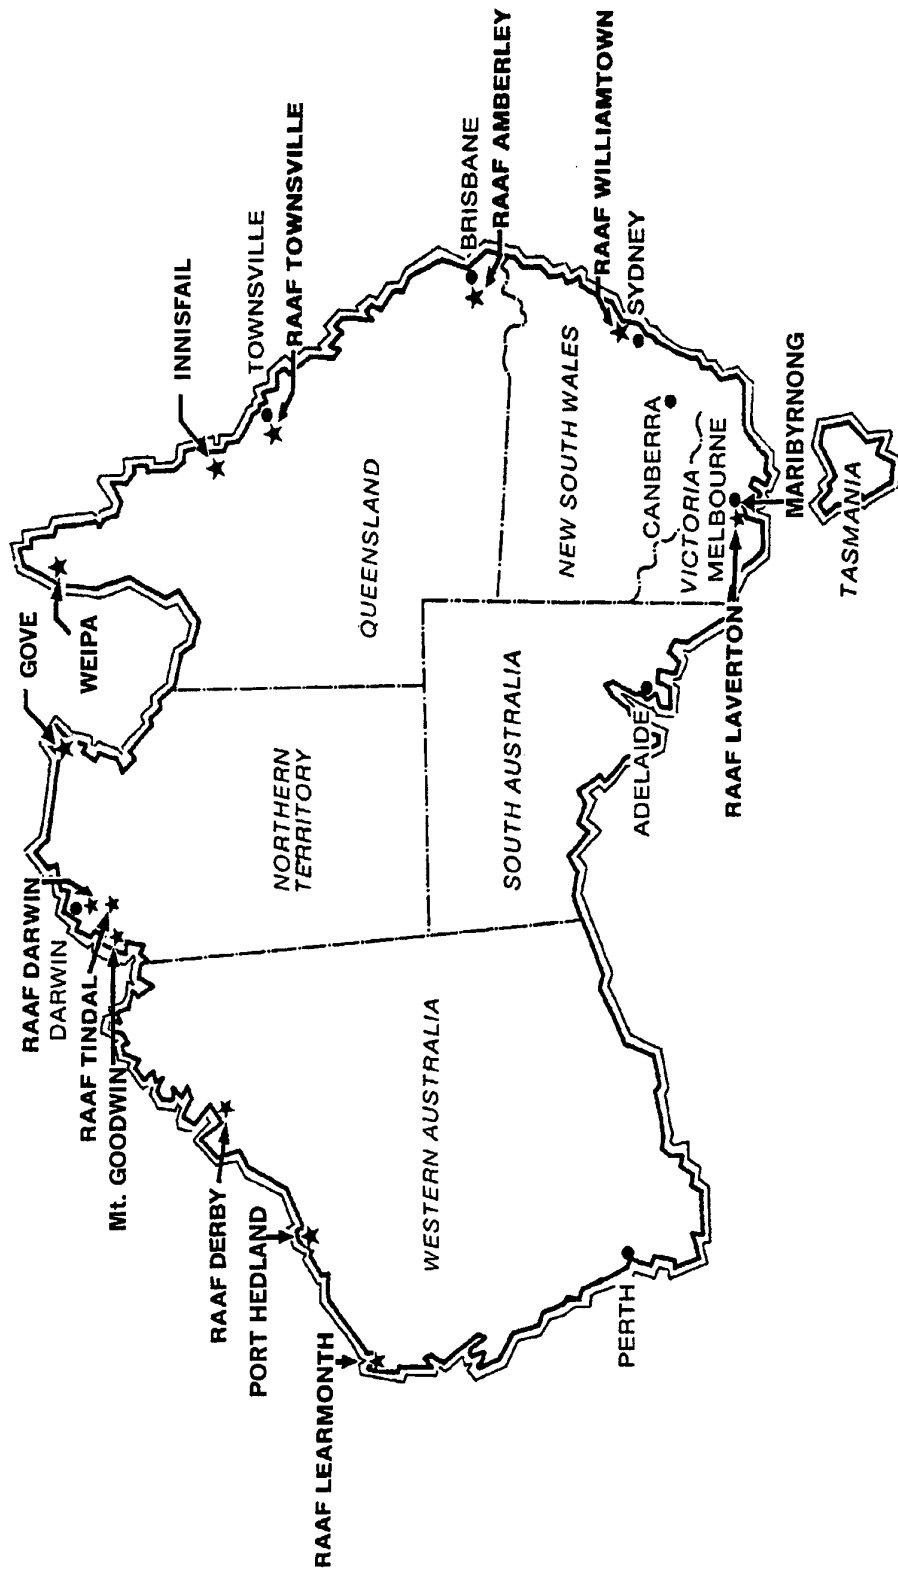 RAAF DARWIN
DARWIN
RAAF TINDAL
Mt. GOODWIN
GOVE
WEIPA
INNISFAIL
TOWNSVILLE
RAAF TOWNSVILLE
RAAF DERBY
PORT HEDLAND
RAAF LEARMONTH
NORTHERN
TERRITORY
QUEENSLAND
WESTERN AUSTRALIA
SOUTH AUSTRALIA
BRISBANE
RAAF AMBERLEY
NEW SOUTH WALES
RAAF WILLIAMTOWN
SYDNEY
CANBERRA
PERTH
ADELAIDE
VICTORIA
MELBOURNE
RAAF LAVERTON
MARIBYRNONG
TASMANIA